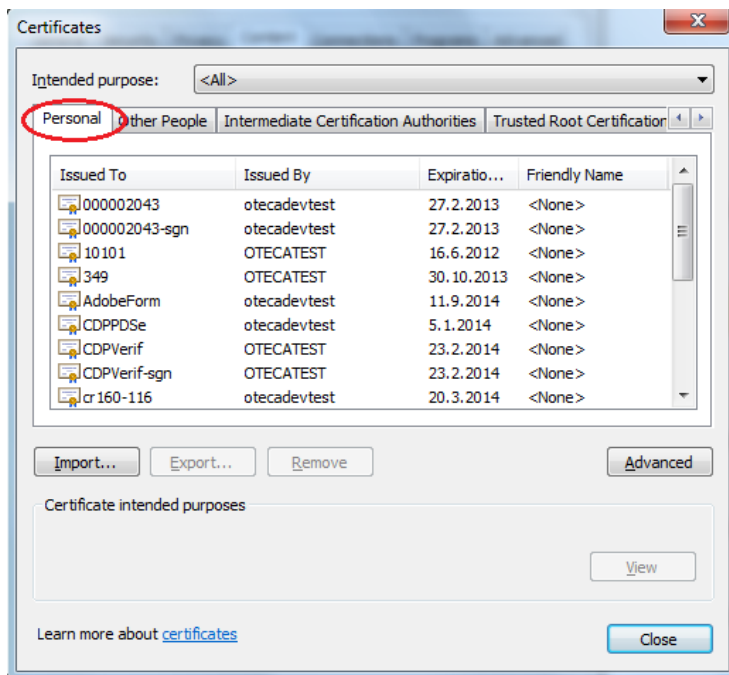 Certificates
Intended purpose: <All>
Personal Other People Intermediate Certification Authorities Trusted Root Certification
Issued To Issued By Expiratio... Friendly Name
000002043 otecadevtest 27.2.2013 <None>
000002043-sgn otecadevtest 27.2.2013 <None>
10101 OTECATEST 16.6.2012 <None>
349 OTECATEST 30.10.2013 <None>
AdobeForm otecadevtest 11.9.2014 <None>
CDPPDSe otecadevtest 5.1.2014 <None>
CDPVerif OTECATEST 23.2.2014 <None>
CDPVerif-sgn OTECATEST 23.2.2014 <None>
cr160-116 otecadevtest 20.3.2014 <None>
Import... Export... Remove Advanced
Certificate intended purposes
View
Learn more about certificates
Close